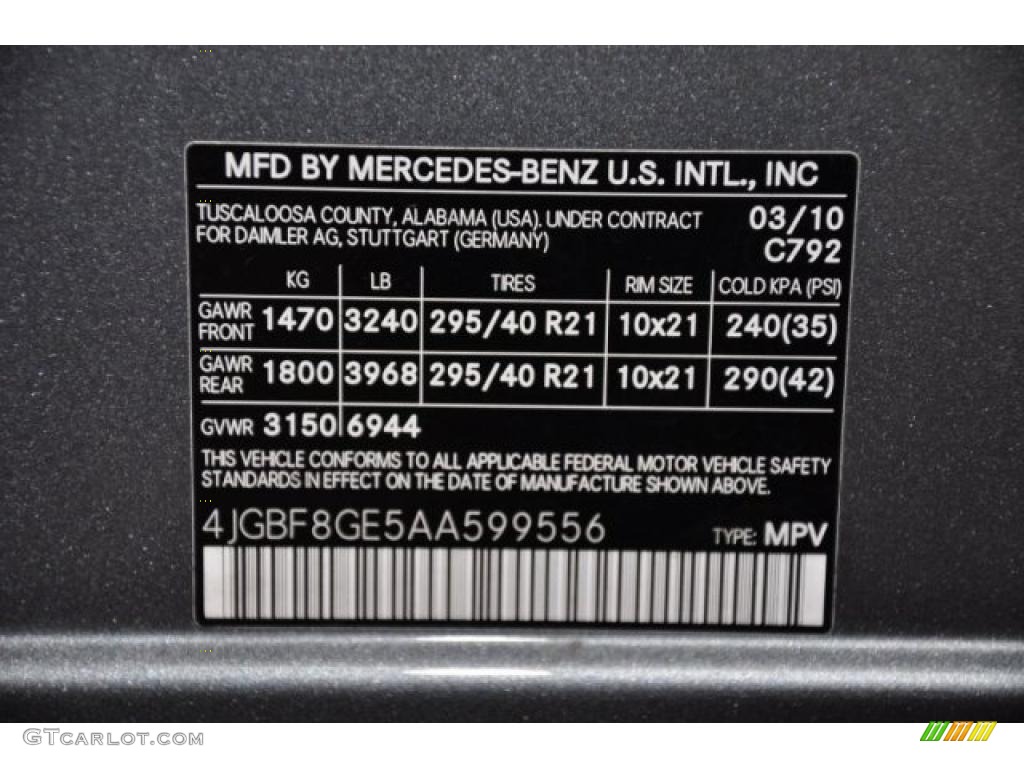 MFD BY MERCEDES-BENZ U.S. INTL., INC
TUSCALOOSA COUNTY, ALABAMA (USA). UNDER CONTRACT 03/10
FOR DAIMLER AG, STUTTGART (GERMANY) C792
KG LB TIRES RIM SIZE COLD KPA (PSI)
GAWR FRONT 1470 3240 295/40 R21 10x21 240(35)
GAWR REAR 1800 3968 295/40 R21 10x21 290(42)
GVWR 3150 6944
THIS VEHICLE CONFORMS TO ALL APPLICABLE FEDERAL MOTOR VEHICLE SAFETY
STANDARDS IN EFFECT ON THE DATE OF MANUFACTURE SHOWN ABOVE.
4JGBF8GE5AA599556 TYPE: MPV
GTCARLOT.COM